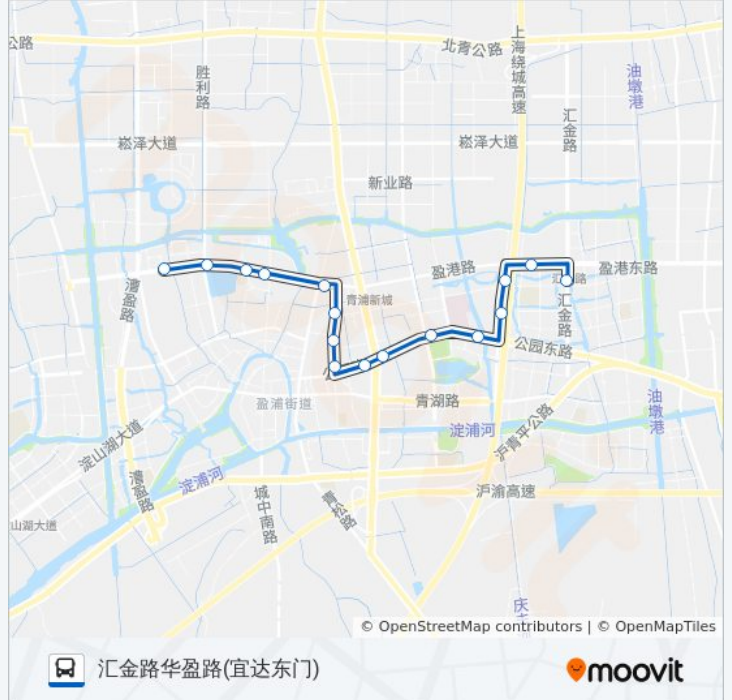 公路
北青公路
上海绕城高速
油墩港
胜利路
汇金路
崧泽大道
崧泽大道
新业路
盈港路
盈港东路
漕盈路
青浦新城
汇金路
公园东路
盈浦街道
青湖路
油墩港
淀山湖大道
淀浦河
沪青平公路
漕盈路
淀浦河
沪渝高速
城中南路
青松路
山湖大道
© OpenStreetMap contributors | © OpenMapTiles
汇金路华盈路(宜达东门)
moovit